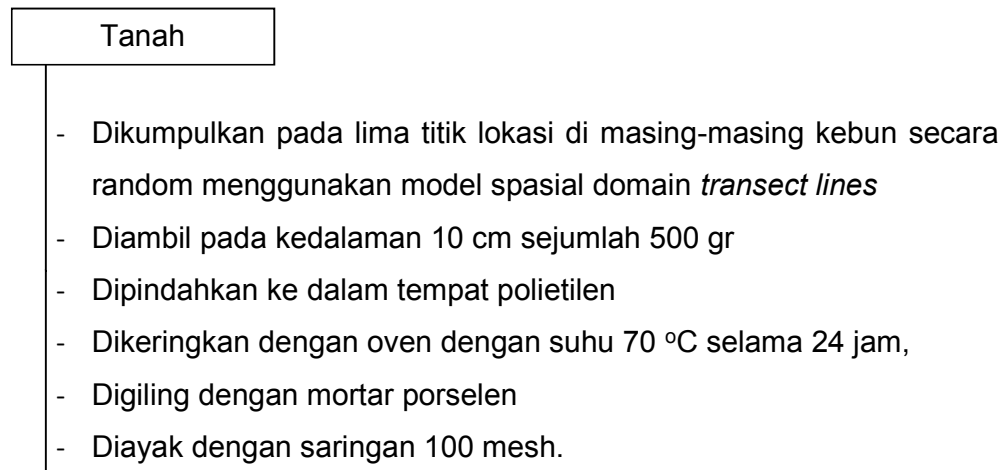 Tanah
- Dikumpulkan pada lima titik lokasi di masing-masing kebun secara
random menggunakan model spasial domain transect lines
- Diambil pada kedalaman 10 cm sejumlah 500 gr
- Dipindahkan ke dalam tempat polietilen
- Dikeringkan dengan oven dengan suhu 70 ºC selama 24 jam,
- Digiling dengan mortar porselen
- Diayak dengan saringan 100 mesh.